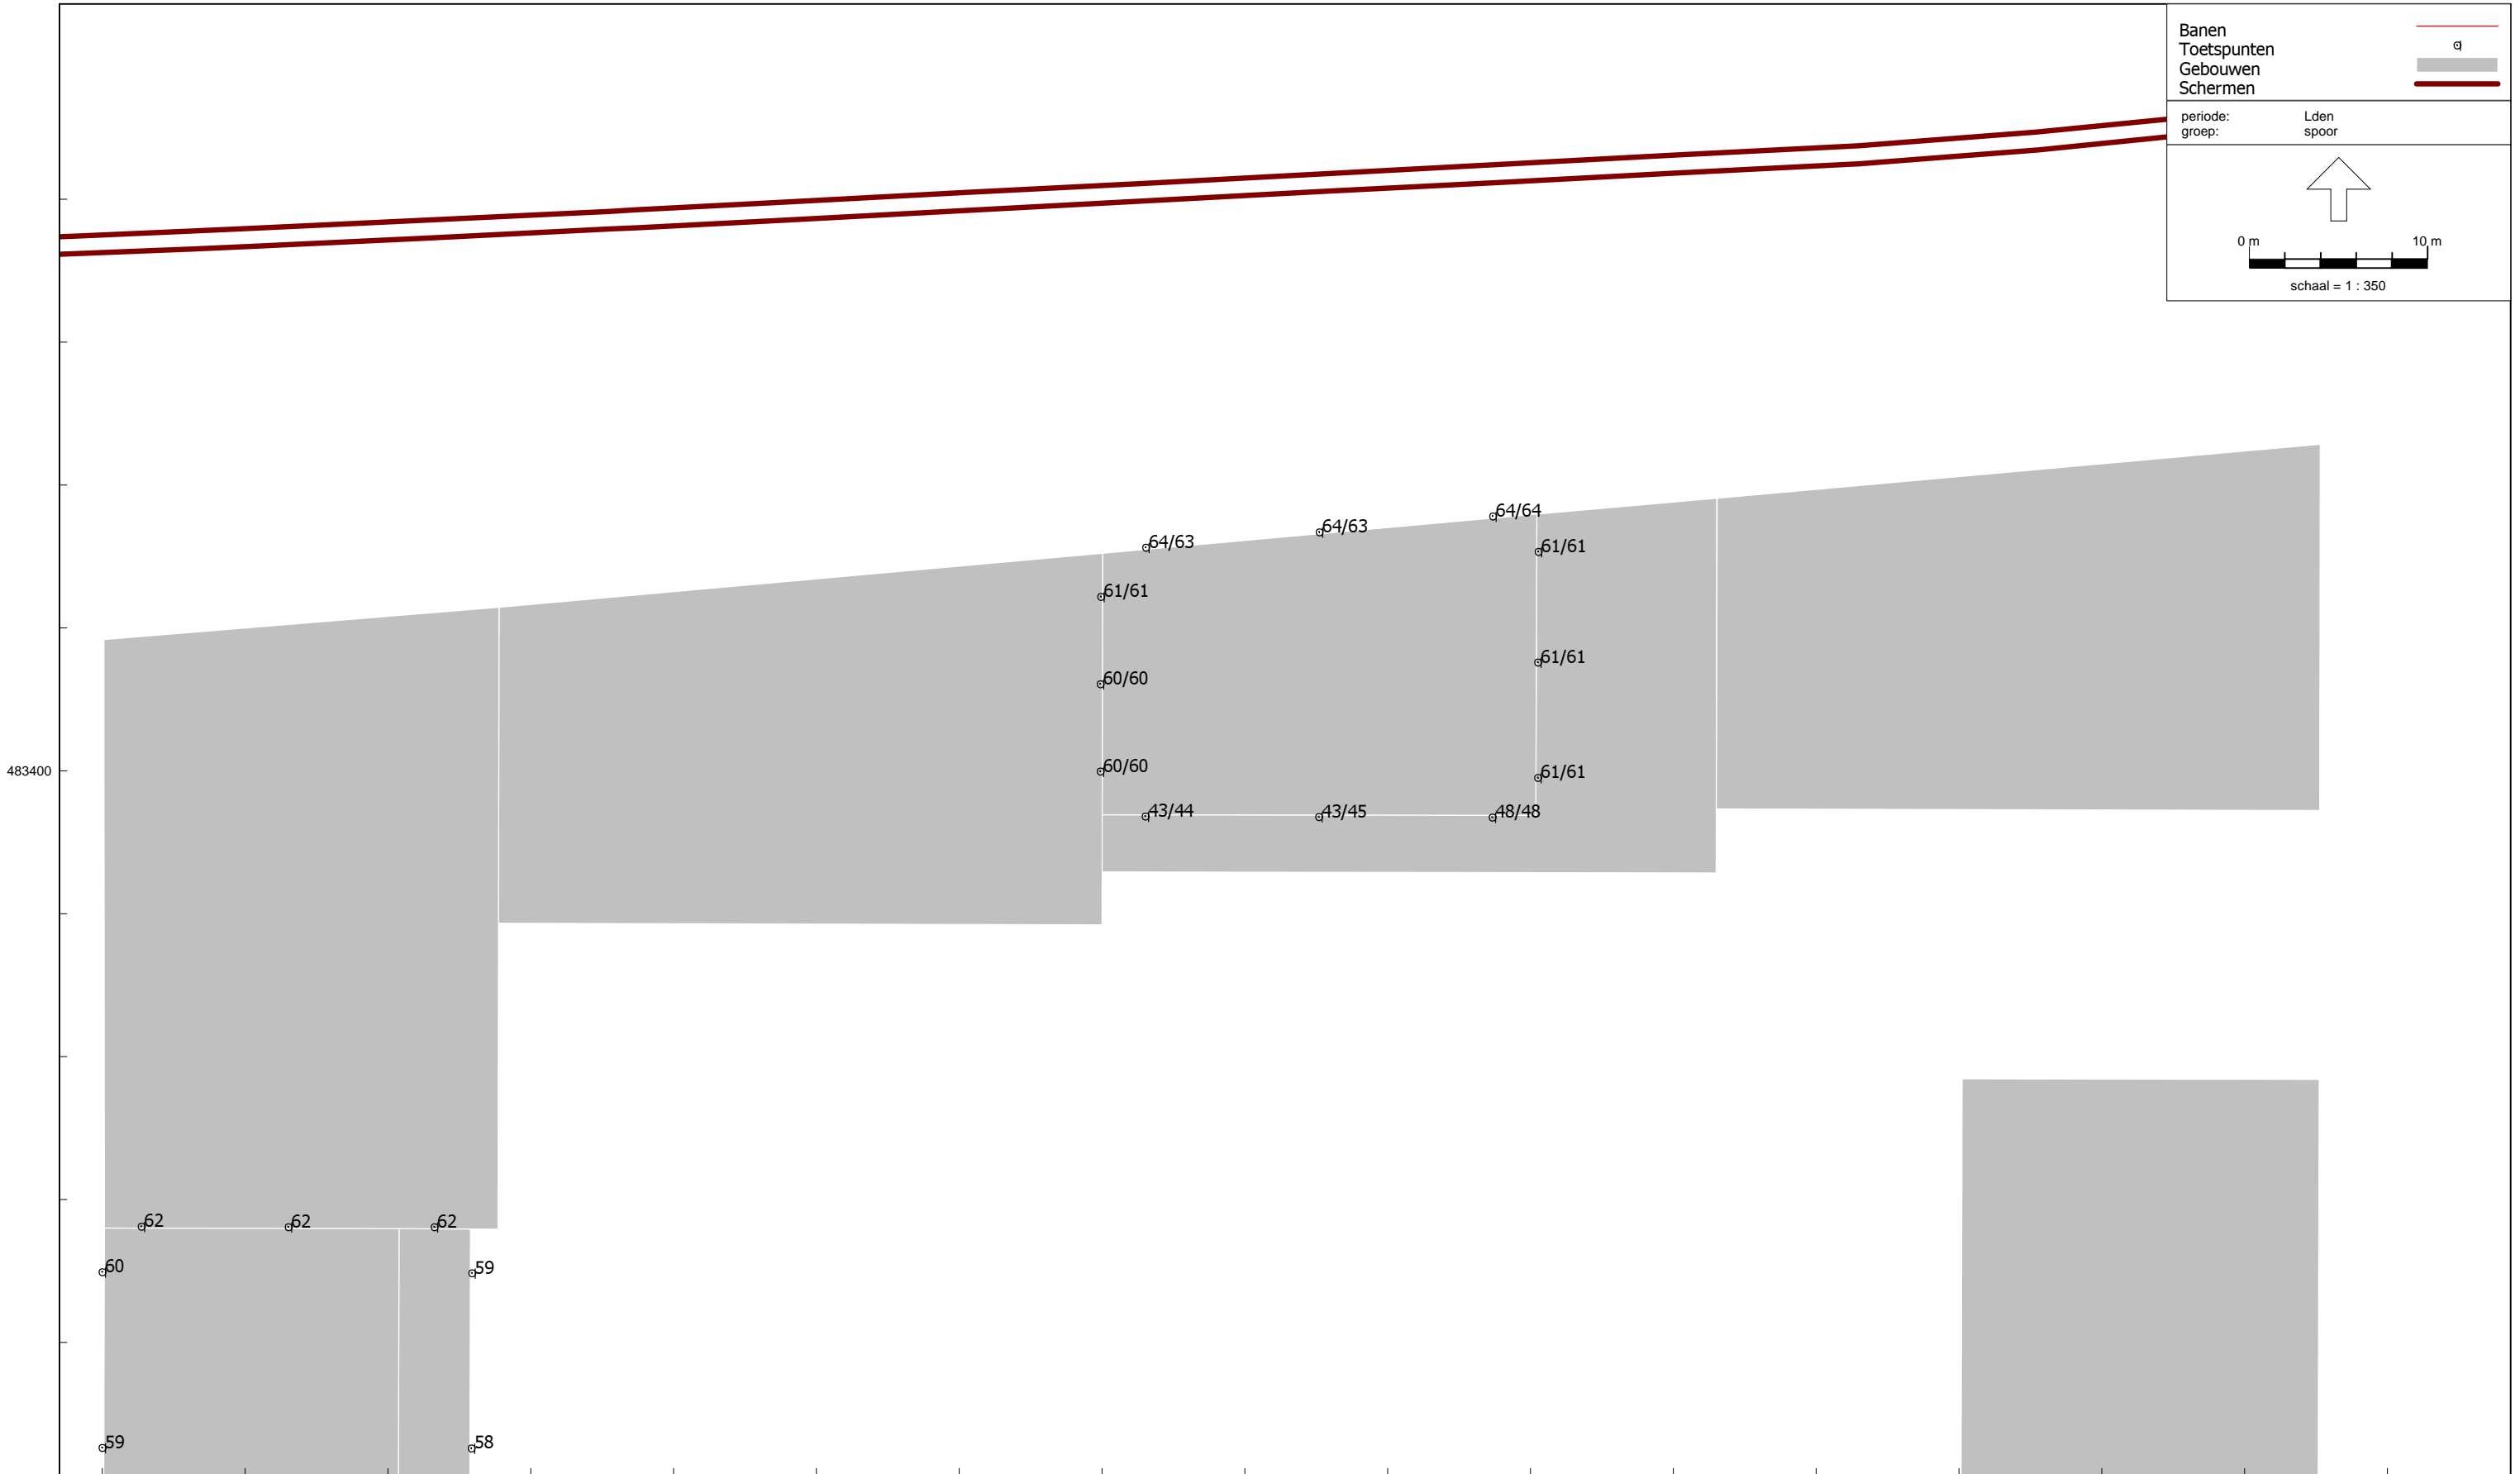 Banen
Toetspunten
Gebouwen
Schermen
periode: Lden
groep: spoor
0 m 10 m
schaal = 1 : 350
64/64
64/63
64/63
61/61
61/61
61/61
60/60
483400
60/60
61/61
43/44
43/45
48/48
62
62
62
60
59
59
58